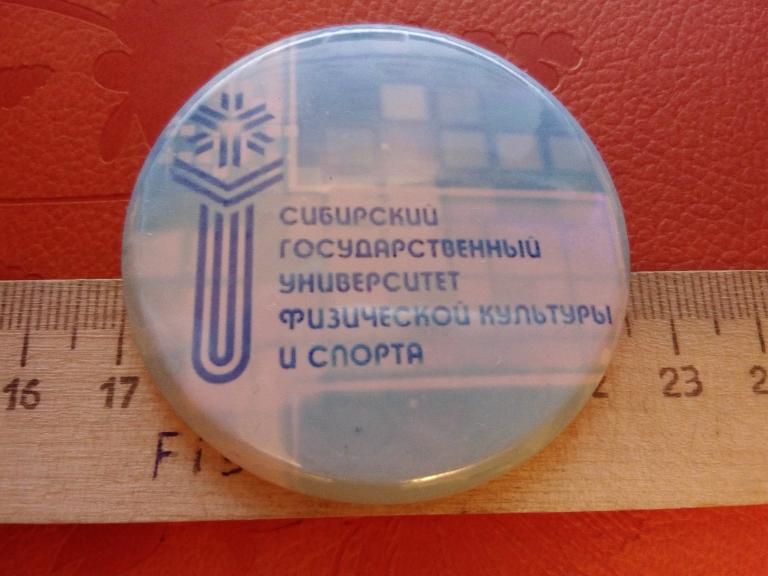 СИБИРСКИЙ
ГОСУДАРСТВЕННЫЙ
УНИВЕРСИТЕТ
ФИЗИЧЕСКОЙ КУЛЬТУРЫ
И СПОРТА
16 17 23